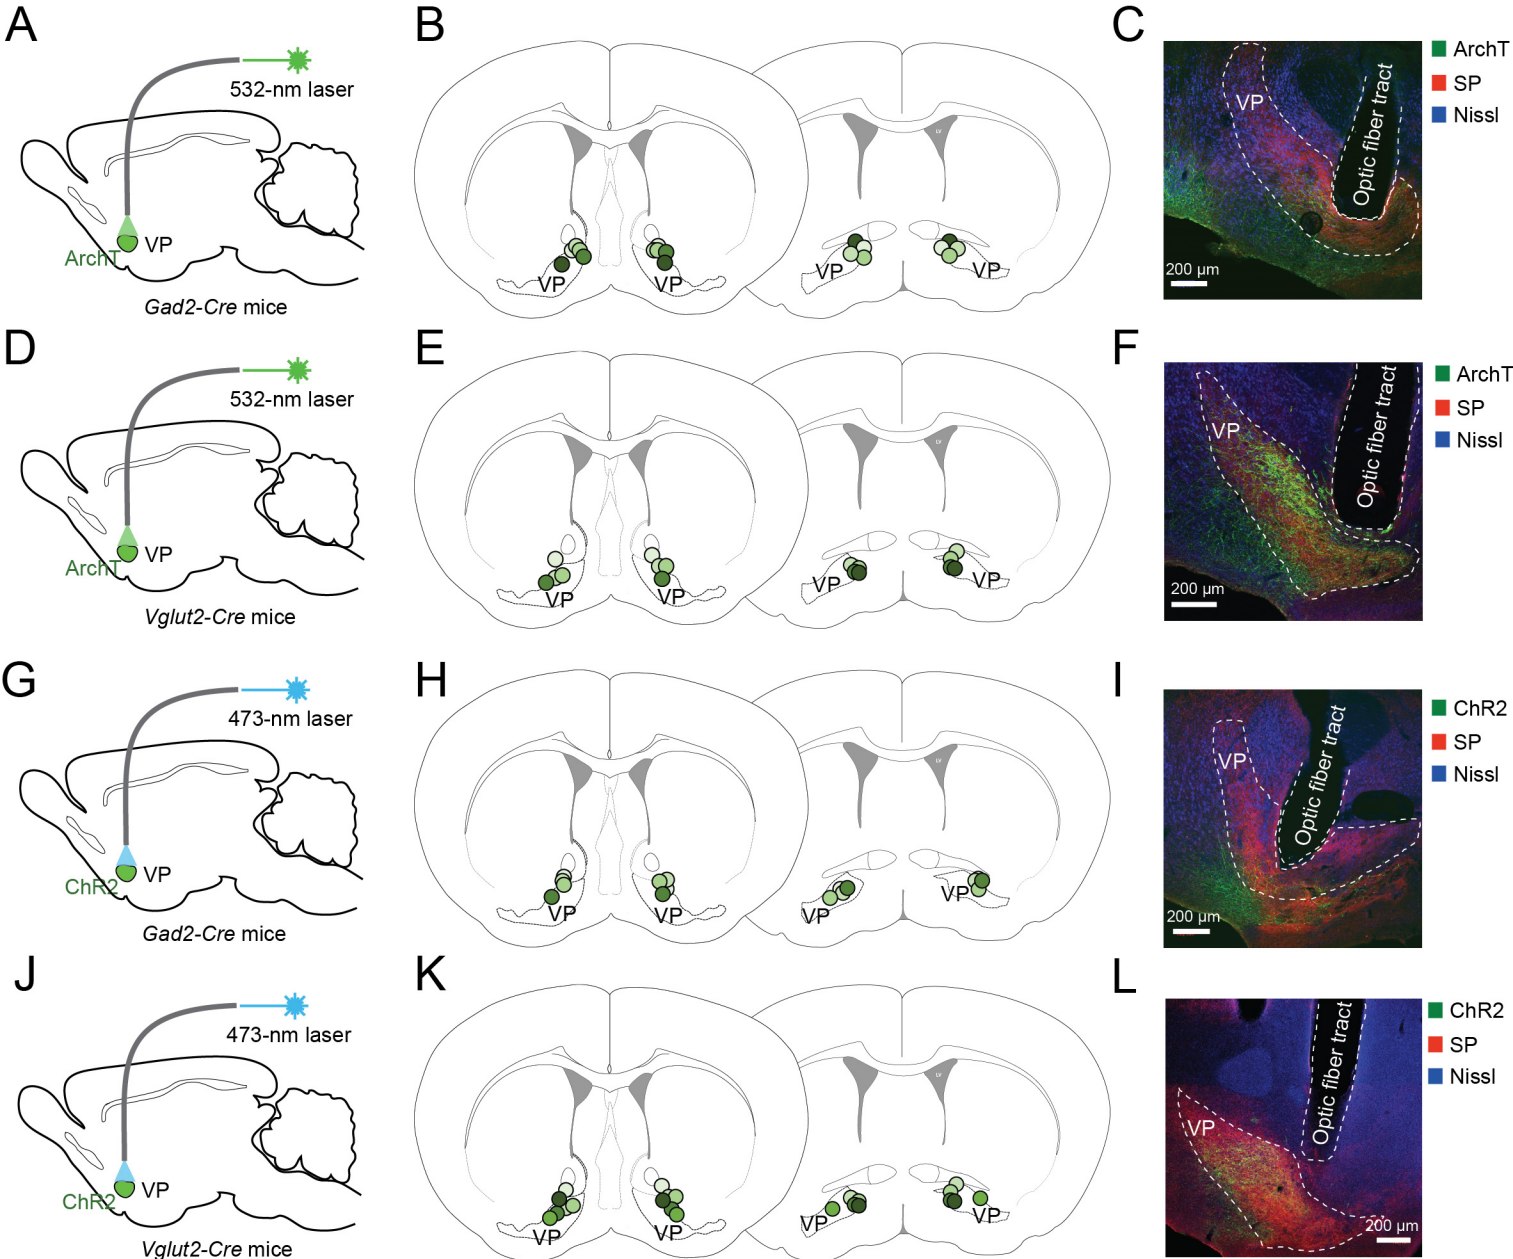 A
532-nm laser
ArchT
VP
Gad2-Cre mice
B
LV
VP
VP
VP
VP
C
VP
Optic fiber tract
200 µm
ArchT
SP
Nissl
D
532-nm laser
ArchT
VP
Vglut2-Cre mice
E
LV
VP
VP
VP
VP
F
VP
Optic fiber tract
200 µm
ArchT
SP
Nissl
G
473-nm laser
ChR2
VP
Gad2-Cre mice
H
LV
VP
VP
VP
VP
I
VP
Optic fiber tract
200 µm
ChR2
SP
Nissl
J
473-nm laser
ChR2
VP
Vglut2-Cre mice
K
LV
VP
VP
VP
VP
L
VP
Optic fiber tract
200 µm
ChR2
SP
Nissl